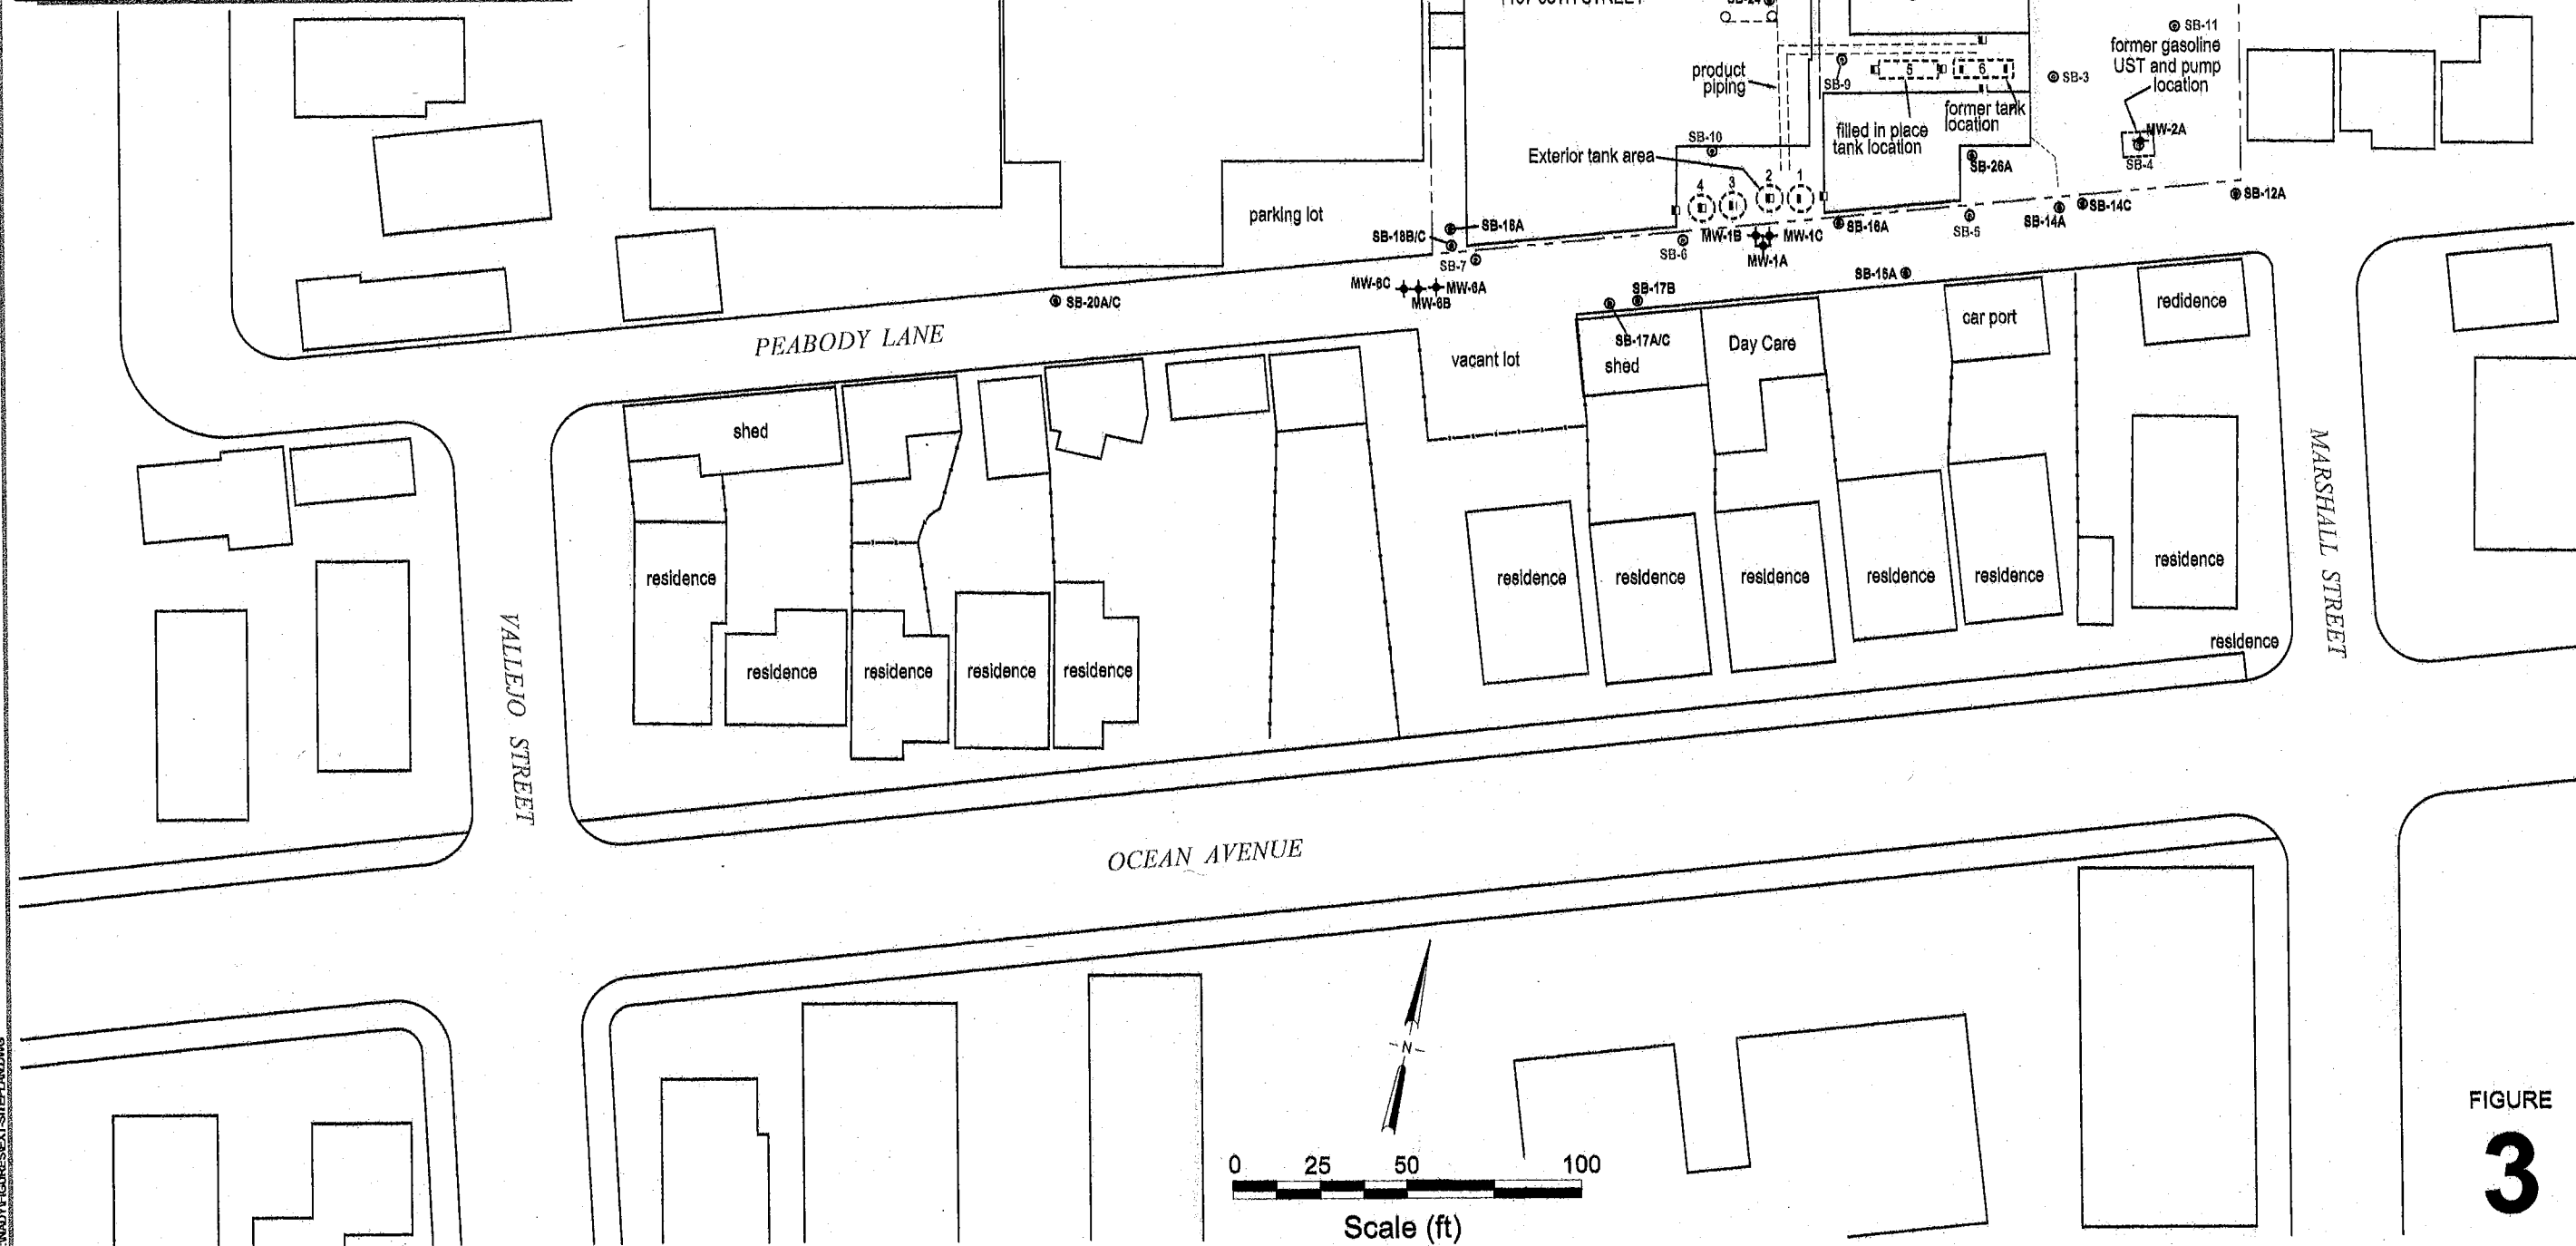 SB-24
SB-11
former gasoline
UST and pump
location
SB-3
product
piping
SB-9
5
6
former tank
location
filled in place
tank location
MW-2A
SB-4
SB-10
Exterior tank area
SB-26A
4
3
2
1
parking lot
SB-18A
SB-18B/C
SB-7
SB-6
MW-1B
MW-1C
MW-1A
SB-16A
SB-5
SB-14A
SB-14C
SB-12A
SB-15A
MW-6C
MW-6A
MW-6B
SB-17B
SB-20A/C
SB-17A/C
PEABODY LANE
vacant lot
shed
Day Care
car port
redidence
shed
MARSHALL STREET
residence
residence
residence
residence
residence
residence
residence
residence
residence
residence
residence
residence
residence
VALLEJO STREET
OCEAN AVENUE
N
FIGURE
3
0 25 50 100
Scale (ft)